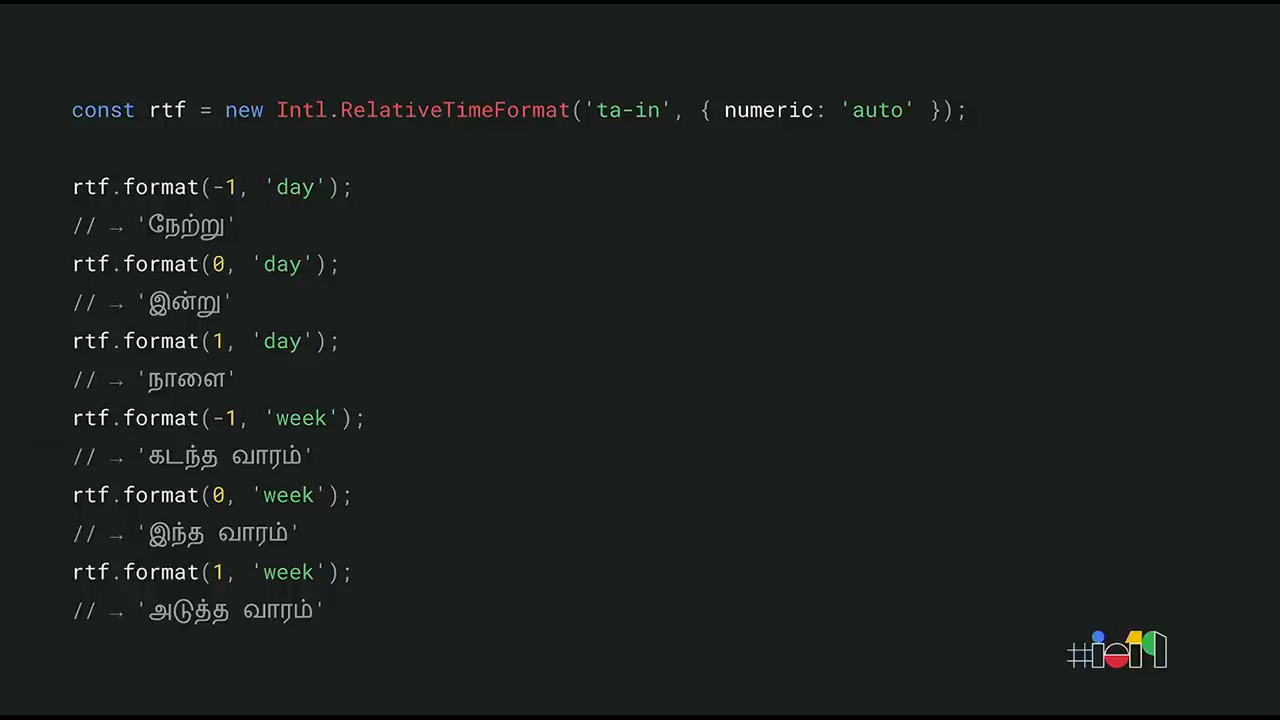 const rtf = new Intl.RelativeTimeFormat('ta-in', { numeric: 'auto' });
rtf.format(-1, 'day');
// → 'நேற்று'
rtf.format(0, 'day');
// → 'இன்று'
rtf.format(1, 'day');
// → 'நாளை'
rtf.format(-1, 'week');
// → 'கடந்த வாரம்'
rtf.format(0, 'week');
// → 'இந்த வாரம்'
rtf.format(1, 'week');
// → 'அடுத்த வாரம்'
#io19